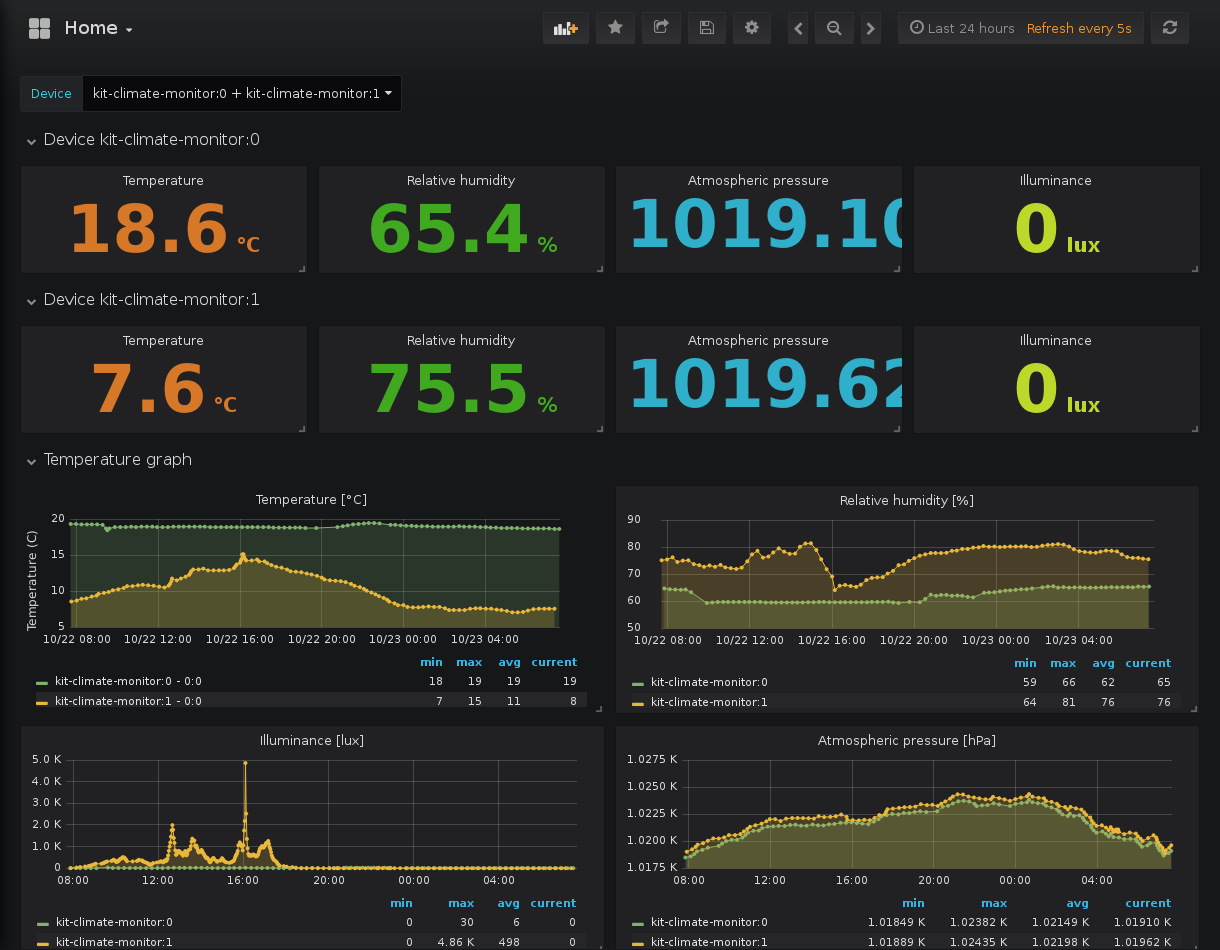 Home
Last 24 hours Refresh every 5s
Device kit-climate-monitor:0 + kit-climate-monitor:1
Device kit-climate-monitor:0
Temperature Relative humidity Atmospheric pressure Illuminance
18.6 °C 65.4 % 1019.10 0 lux
Device kit-climate-monitor:1
Temperature Relative humidity Atmospheric pressure Illuminance
7.6 °C 75.5 % 1019.62 0 lux
Temperature graph
Temperature [°C]
Temperature (C)
20
15
10
5
10/22 08:00 10/22 12:00 10/22 16:00 10/22 20:00 10/23 00:00 10/23 04:00
min max avg current
kit-climate-monitor:0 - 0:0 18 19 19 19
kit-climate-monitor:1 - 0:0 7 15 11 8
Relative humidity [%]
90
80
70
60
50
10/22 08:00 10/22 12:00 10/22 16:00 10/22 20:00 10/23 00:00 10/23 04:00
min max avg current
kit-climate-monitor:0 59 66 62 65
kit-climate-monitor:1 64 81 76 76
Illuminance [lux]
5.0 K
4.0 K
3.0 K
2.0 K
1.0 K
0
08:00 12:00 16:00 20:00 00:00 04:00
min max avg current
kit-climate-monitor:0 0 30 6 0
kit-climate-monitor:1 0 4.86 K 498 0
Atmospheric pressure [hPa]
1.0275 K
1.0250 K
1.0225 K
1.0200 K
1.0175 K
08:00 12:00 16:00 20:00 00:00 04:00
min max avg current
kit-climate-monitor:0 1.01849 K 1.02382 K 1.02149 K 1.01910 K
kit-climate-monitor:1 1.01889 K 1.02435 K 1.02198 K 1.01962 K